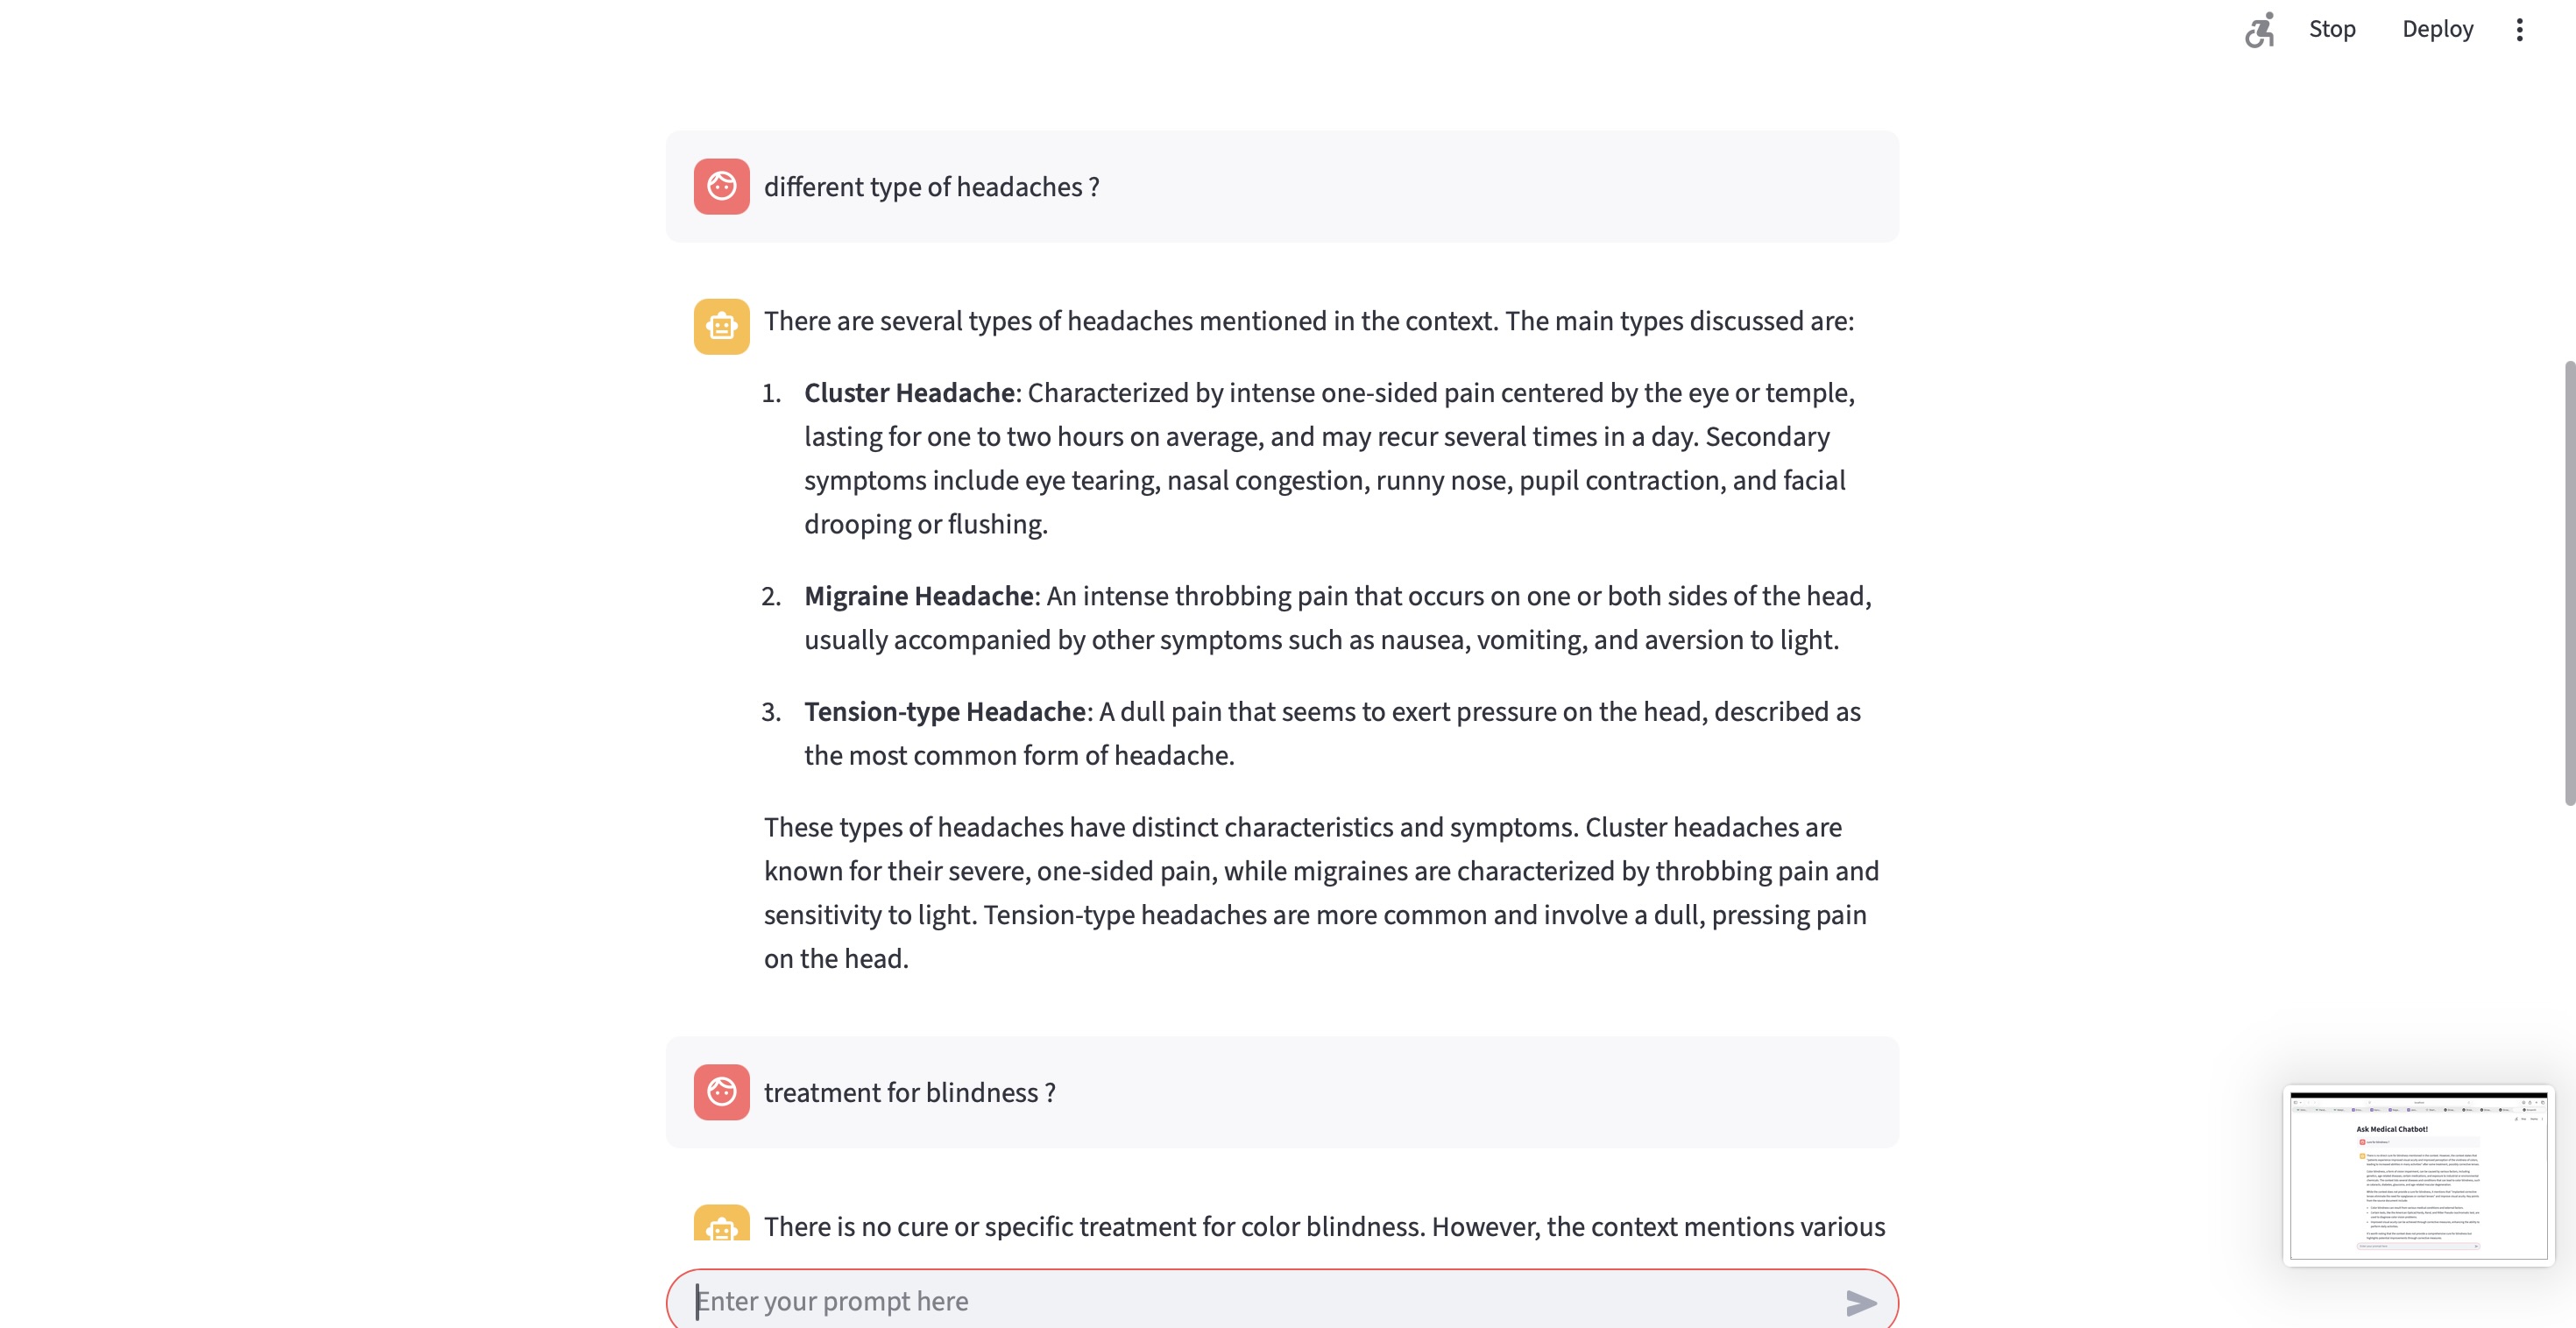 Stop Deploy
different type of headaches ?
There are several types of headaches mentioned in the context. The main types discussed are:
1. Cluster Headache: Characterized by intense one-sided pain centered by the eye or temple,
lasting for one to two hours on average, and may recur several times in a day. Secondary
symptoms include eye tearing, nasal congestion, runny nose, pupil contraction, and facial
drooping or flushing.
2. Migraine Headache: An intense throbbing pain that occurs on one or both sides of the head,
usually accompanied by other symptoms such as nausea, vomiting, and aversion to light.
3. Tension-type Headache: A dull pain that seems to exert pressure on the head, described as
the most common form of headache.
These types of headaches have distinct characteristics and symptoms. Cluster headaches are
known for their severe, one-sided pain, while migraines are characterized by throbbing pain and
sensitivity to light. Tension-type headaches are more common and involve a dull, pressing pain
on the head.
treatment for blindness ?
Ask Medical Chatbot!
There is no cure or specific treatment for color blindness. However, the context mentions various
Enter your prompt here